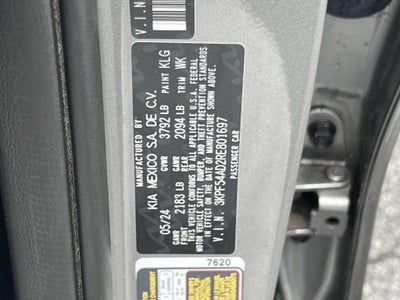 MANUFACTURED BY
KIA MEXICO S.A. DE C.V.
05/24 GVWR 3792 LB PAINT KLG
GAWR FRONT 2183 LB GAWR REAR 2094 LB TRIM WK
THIS VEHICLE CONFORMS TO ALL APPLICABLE U.S.A. FEDERAL
MOTOR VEHICLE SAFETY, BUMPER, AND THEFT PREVENTION STANDARDS
IN EFFECT ON THE DATE OF MANUFACTURE SHOWN ABOVE.
V.I.N. 3KPF54AD2RE801697
PASSENGER CAR
V.I.N
7620